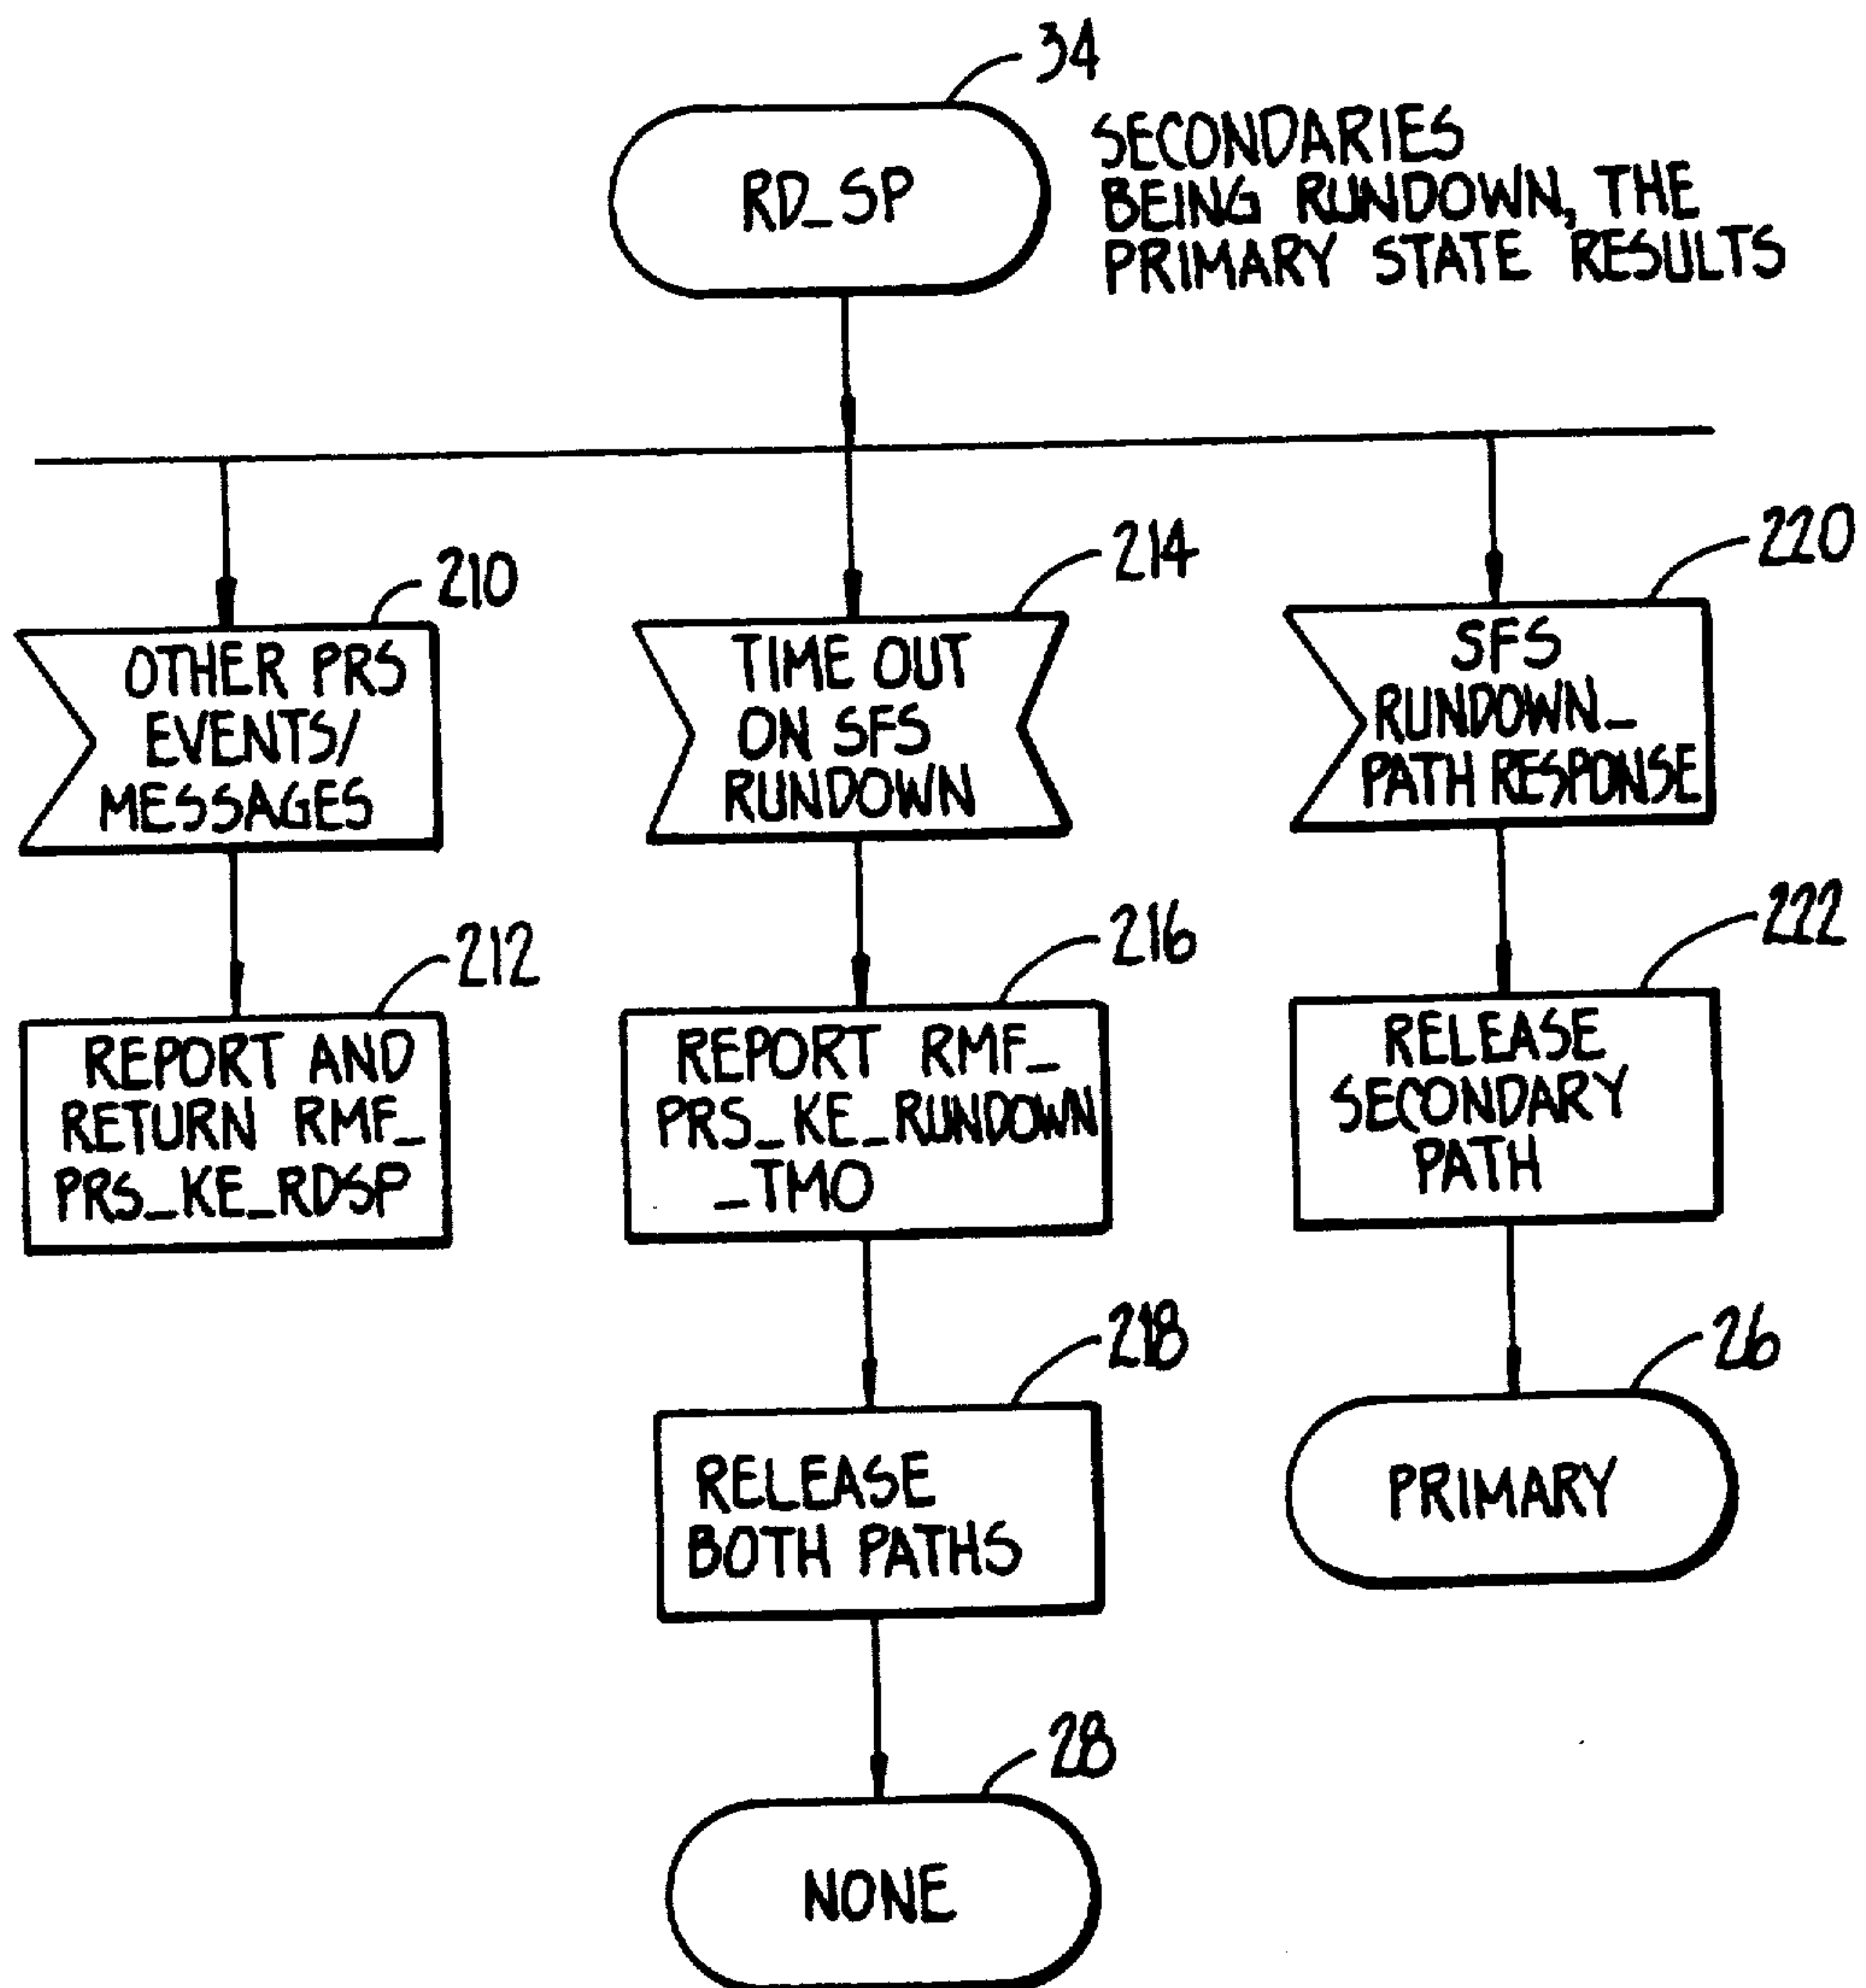 34
RD_SP
SECONDARIES
BEING RUNDOWN, THE
PRIMARY STATE RESULTS
210
OTHER PRS
EVENTS/
MESSAGES
214
TIME OUT
ON SFS
RUNDOWN
220
SFS
RUNDOWN_
PATH RESPONSE
212
REPORT AND
RETURN RMF_
PRS_KE_RDSP
216
REPORT RMF_
PRS_KE_RUNDOWN
_TMO
222
RELEASE
SECONDARY
PATH
218
RELEASE
BOTH PATHS
26
PRIMARY
28
NONE